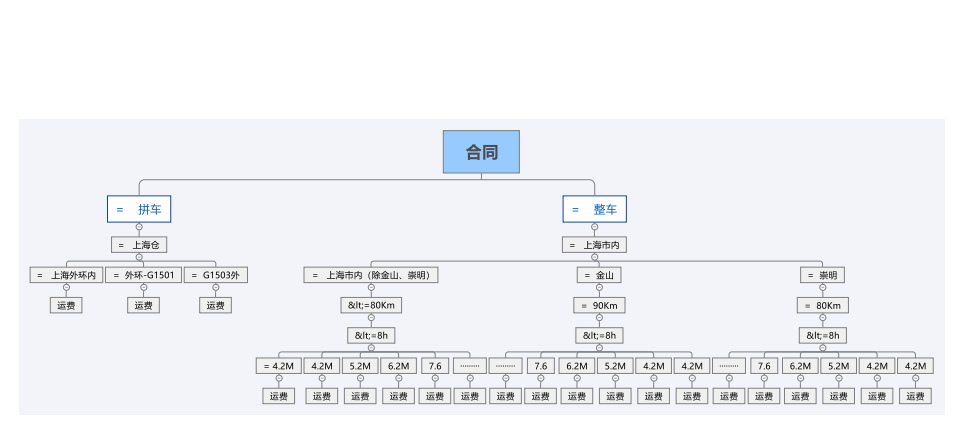 合同
= 拼车 = 整车
= 上海仓 = 上海市内
= 上海外环内 = 外环-G1501 = G1503外 = 上海市内（除金山、崇明） = 金山 = 崇明
运费 运费 运费 &lt;=80Km = 90Km = 80Km
&lt;=8h &lt;=8h &lt;=8h
= 4.2M 4.2M 5.2M 6.2M 7.6 ········· ········· 7.6 6.2M 5.2M 4.2M 4.2M ········· 7.6 6.2M 5.2M 4.2M 4.2M
运费 运费 运费 运费 运费 运费 运费 运费 运费 运费 运费 运费 运费 运费 运费 运费 运费 运费